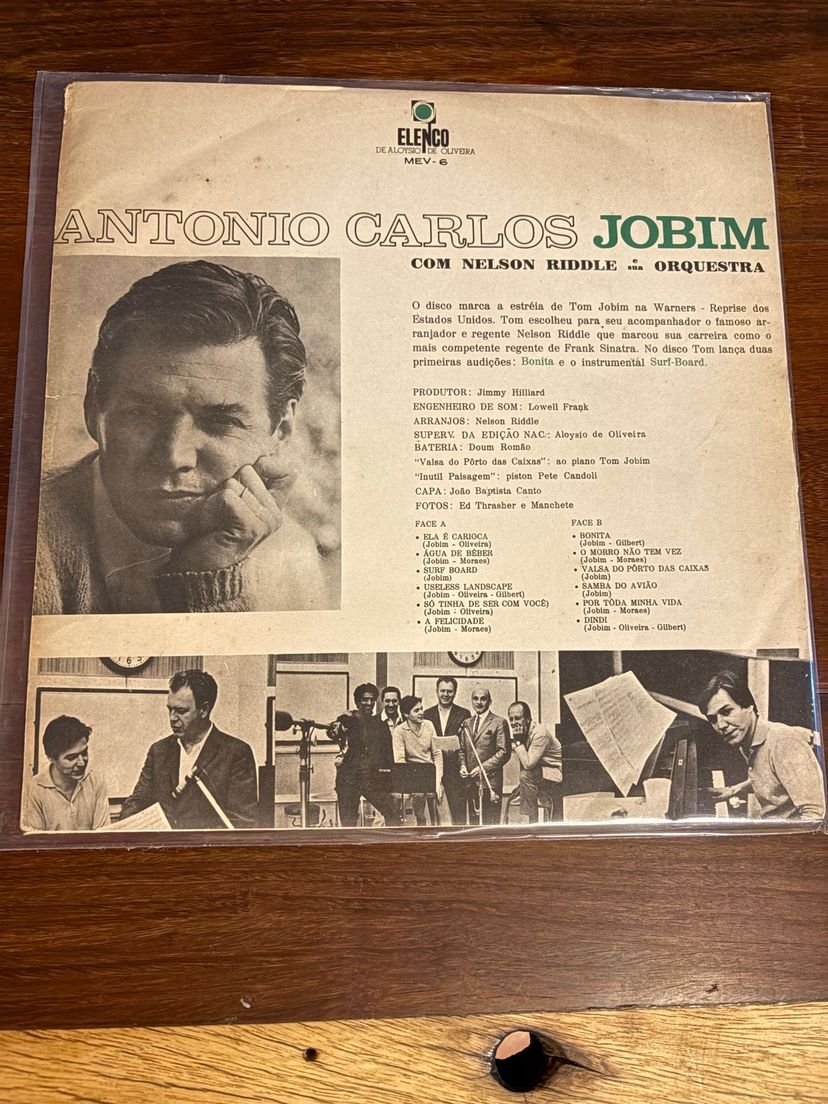 ELENCO
DE ALOYSIO DE OLIVEIRA
MEV-6
ANTONIO CARLOS JOBIM
COM NELSON RIDDLE e sua ORQUESTRA
O disco marca a estréia de Tom Jobim na Warners - Reprise dos
Estados Unidos. Tom escolheu para seu acompanhador o famoso ar-
ranjador e regente Nelson Riddle que marcou sua carreira como o
mais competente regente de Frank Sinatra. No disco Tom lança duas
primeiras audições: Bonita e o instrumental Surf-Board.
PRODUTOR: Jimmy Hilliard
ENGENHEIRO DE SOM: Lowell Frank
ARRANJOS: Nelson Riddle
SUPERV. DA EDIÇÃO NAC.: Aloysio de Oliveira
BATERIA: Doum Romão
"Valsa do Pôrto das Caixas": ao piano Tom Jobim
"Inutil Paisagem": piston Pete Candoli
CAPA: João Baptista Canto
FOTOS: Ed Thrasher e Manchete
FACE A
• ELA É CARIOCA
(Jobim - Oliveira)
• ÁGUA DE BÉBER
(Jobim - Moraes)
• SURF BOARD
(Jobim)
• USELESS LANDSCAPE
(Jobim - Oliveira - Gilbert)
• SÓ TINHA DE SER COM VOCÊ)
(Jobim - Oliveira)
• A FELICIDADE
(Jobim - Moraes)
FACE B
• BONITA
(Jobim - Gilbert)
• O MORRO NÃO TEM VEZ
(Jobim - Moraes)
• VALSA DO PÔRTO DAS CAIXAS
(Jobim)
• SAMBA DO AVIÃO
(Jobim)
• POR TÔDA MINHA VIDA
(Jobim - Moraes)
• DINDI
(Jobim - Oliveira - Gilbert)